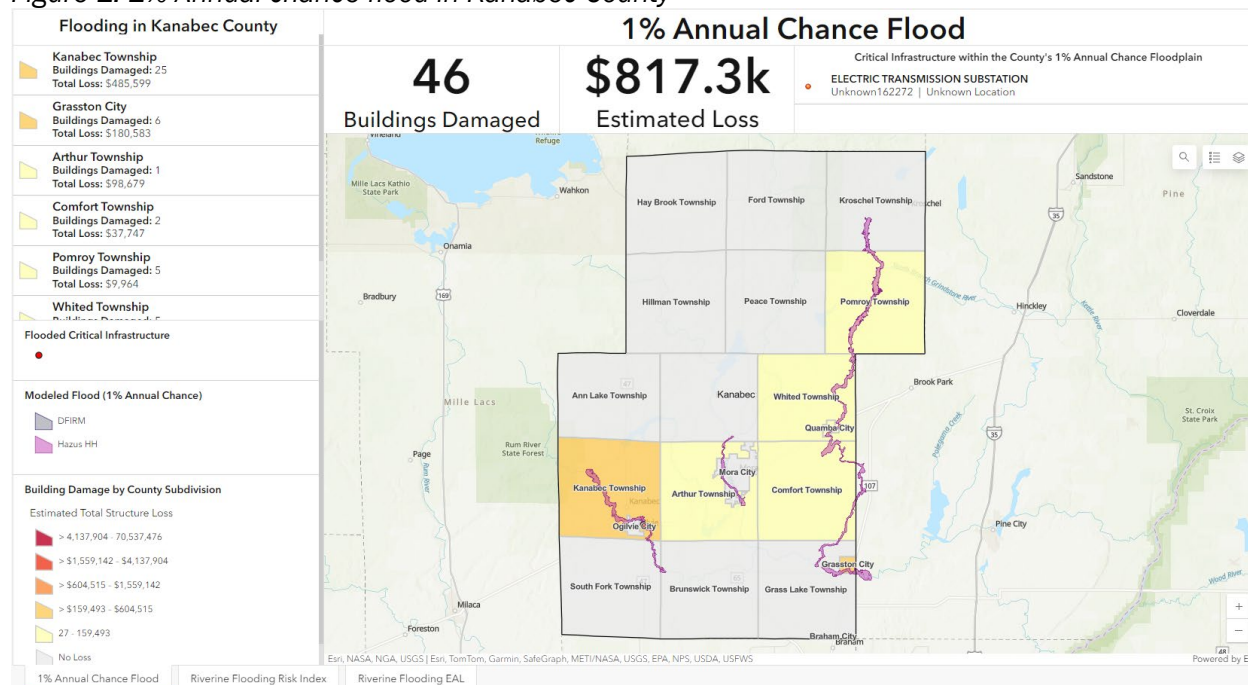 Flooding in Kanabec County
Kanabec Township
Buildings Damaged: 25
Total Loss: $485,599
Grasston City
Buildings Damaged: 6
Total Loss: $180,583
Arthur Township
Buildings Damaged: 1
Total Loss: $98,679
Comfort Township
Buildings Damaged: 2
Total Loss: $37,747
Pomroy Township
Buildings Damaged: 5
Total Loss: $9,964
Whited Township
Flooded Critical Infrastructure
Modeled Flood (1% Annual Chance)
DFIRM
Hazus HH
Building Damage by County Subdivision
Estimated Total Structure Loss
> 4,137,904 - 70,537,476
> $1,559,142 - $4,137,904
> $604,515 - $1,559,142
> $159,493 - $604,515
27 - 159,493
No Loss
1% Annual Chance Flood
46
Buildings Damaged
$817.3k
Estimated Loss
Critical Infrastructure within the County's 1% Annual Chance Floodplain
ELECTRIC TRANSMISSION SUBSTATION
Unknown162272 | Unknown Location
Refuge
Mille Lacs Kathio
State Park
Wahkon
Onamia
Bradbury
169
Hay Brook Township
Ford Township
Kroschel Township
Sandstone
Pine
35
Hillman Township
Peace Township
Pomroy Township
Hinckley
Kettle River
Cloverdale
Ann Lake Township
Kanabec
Whited Township
Brook Park
Mille Lacs
Quamba City
St. Croix
State Park
Rum River
State Forest
Page
Rum River
35
Kanabec Township
Kanabec
Ogilvie City
Arthur Township
Mora City
Comfort Township
107
Pine City
South Fork Township
Brunswick Township
Grass Lake Township
Grasston City
Wood River
Milaca
Foreston
Braham City
Braham
48
+
−
Esri, NASA, NGA, USGS | Esri, TomTom, Garmin, SafeGraph, METI/NASA, USGS, EPA, NPS, USDA, USFWS
Powered by E
1% Annual Chance Flood
Riverine Flooding Risk Index
Riverine Flooding EAL